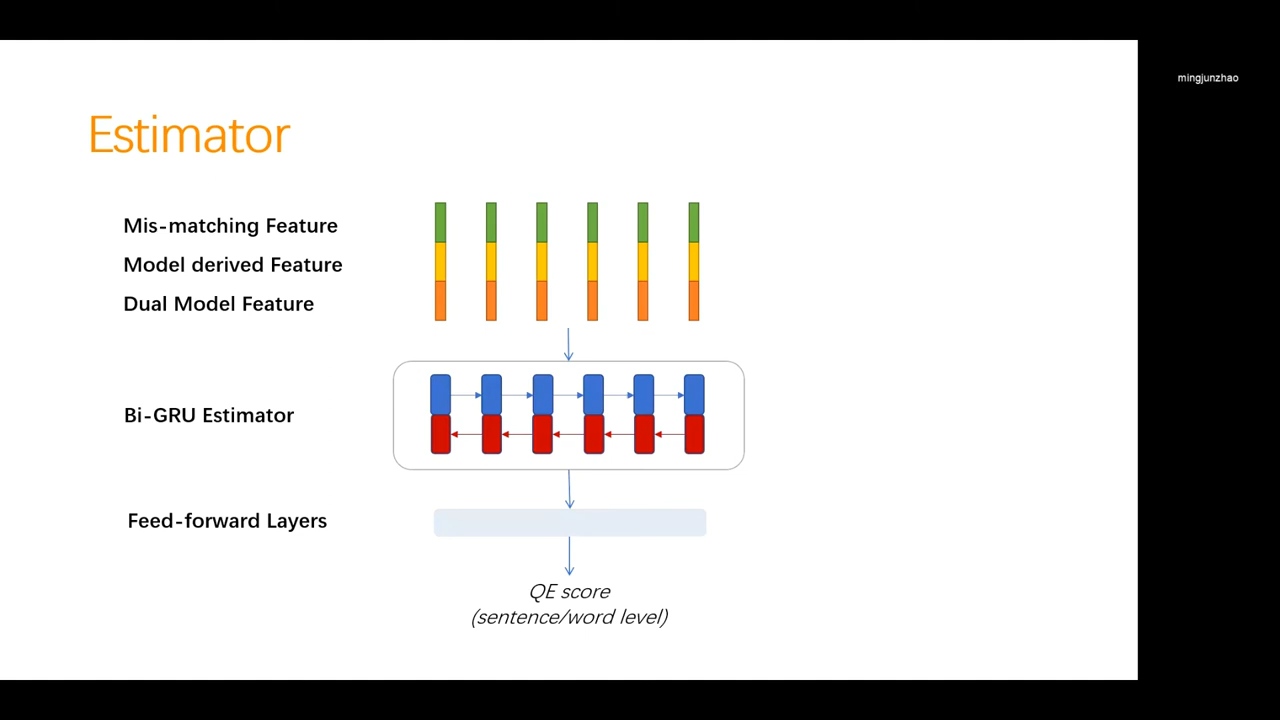 mingjunzhao
Estimator
Mis-matching Feature
Model derived Feature
Dual Model Feature
Bi-GRU Estimator
Feed-forward Layers
QE score
(sentence/word level)